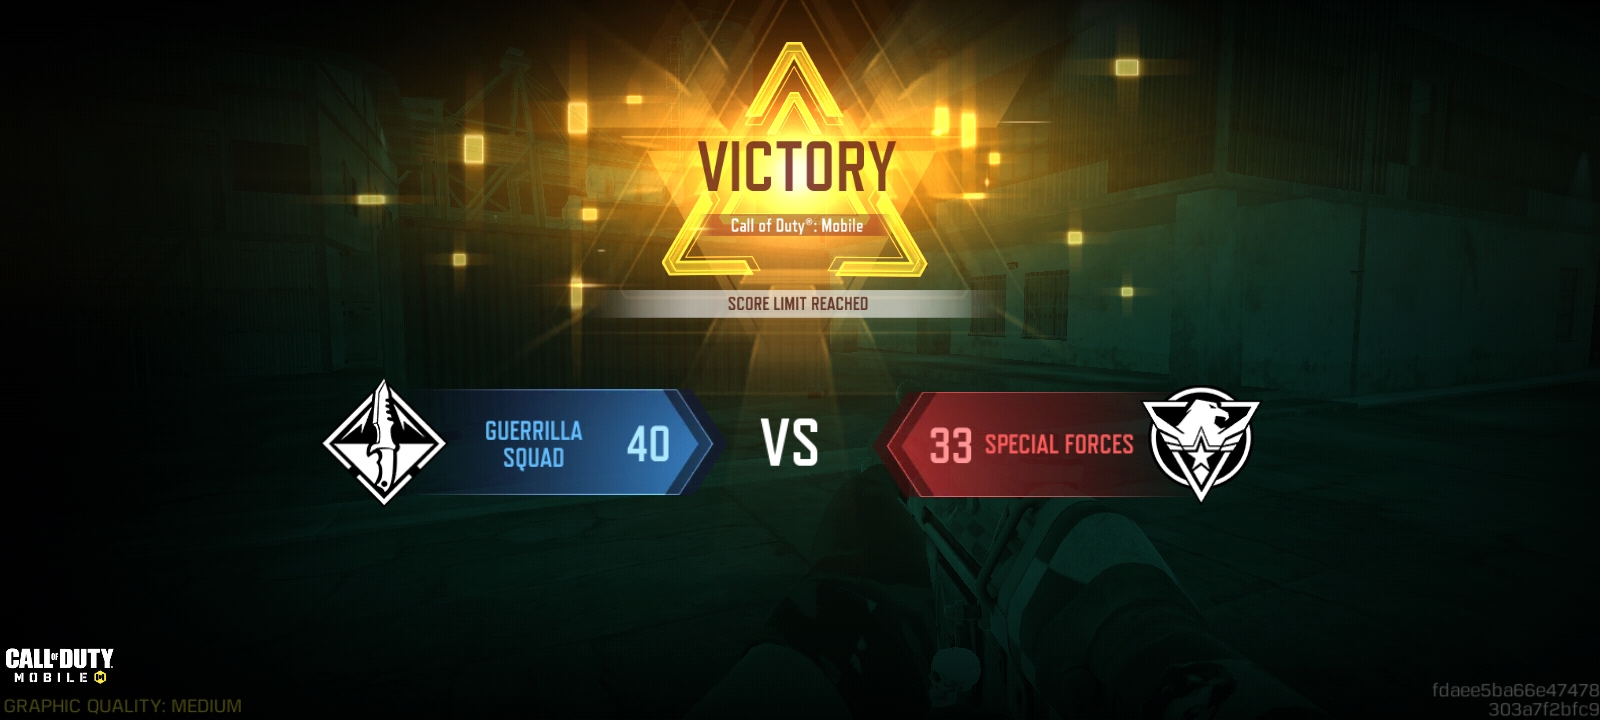 VICTORY
Call of Duty®: Mobile
SCORE LIMIT REACHED
GUERRILLA
SQUAD
40
VS
33
SPECIAL FORCES
CALL OF DUTY
MOBILE
GRAPHIC QUALITY: MEDIUM
fdaee5ba66e47478
303a7f2bfc9